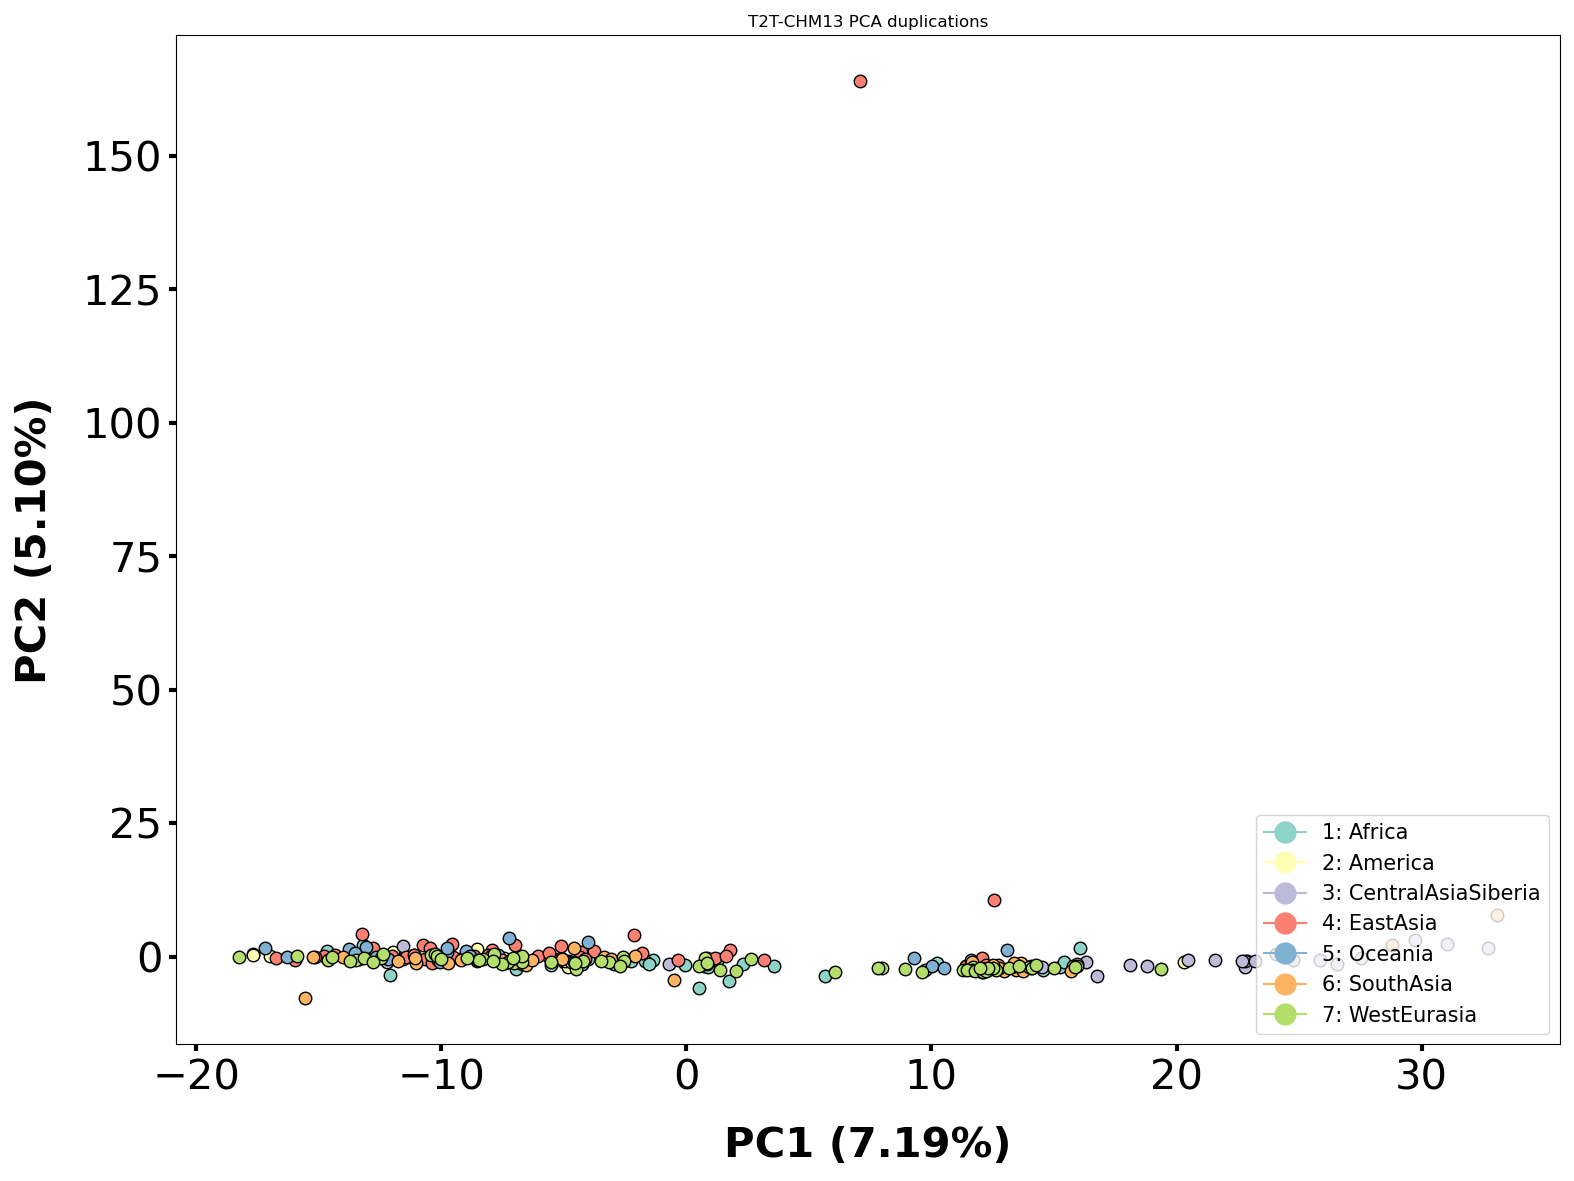 T2T-CHM13 PCA duplications
150
125
100
75
50
25
0
PC2 (5.10%)
−20 −10 0 10 20 30
PC1 (7.19%)
1: Africa
2: America
3: CentralAsiaSiberia
4: EastAsia
5: Oceania
6: SouthAsia
7: WestEurasia